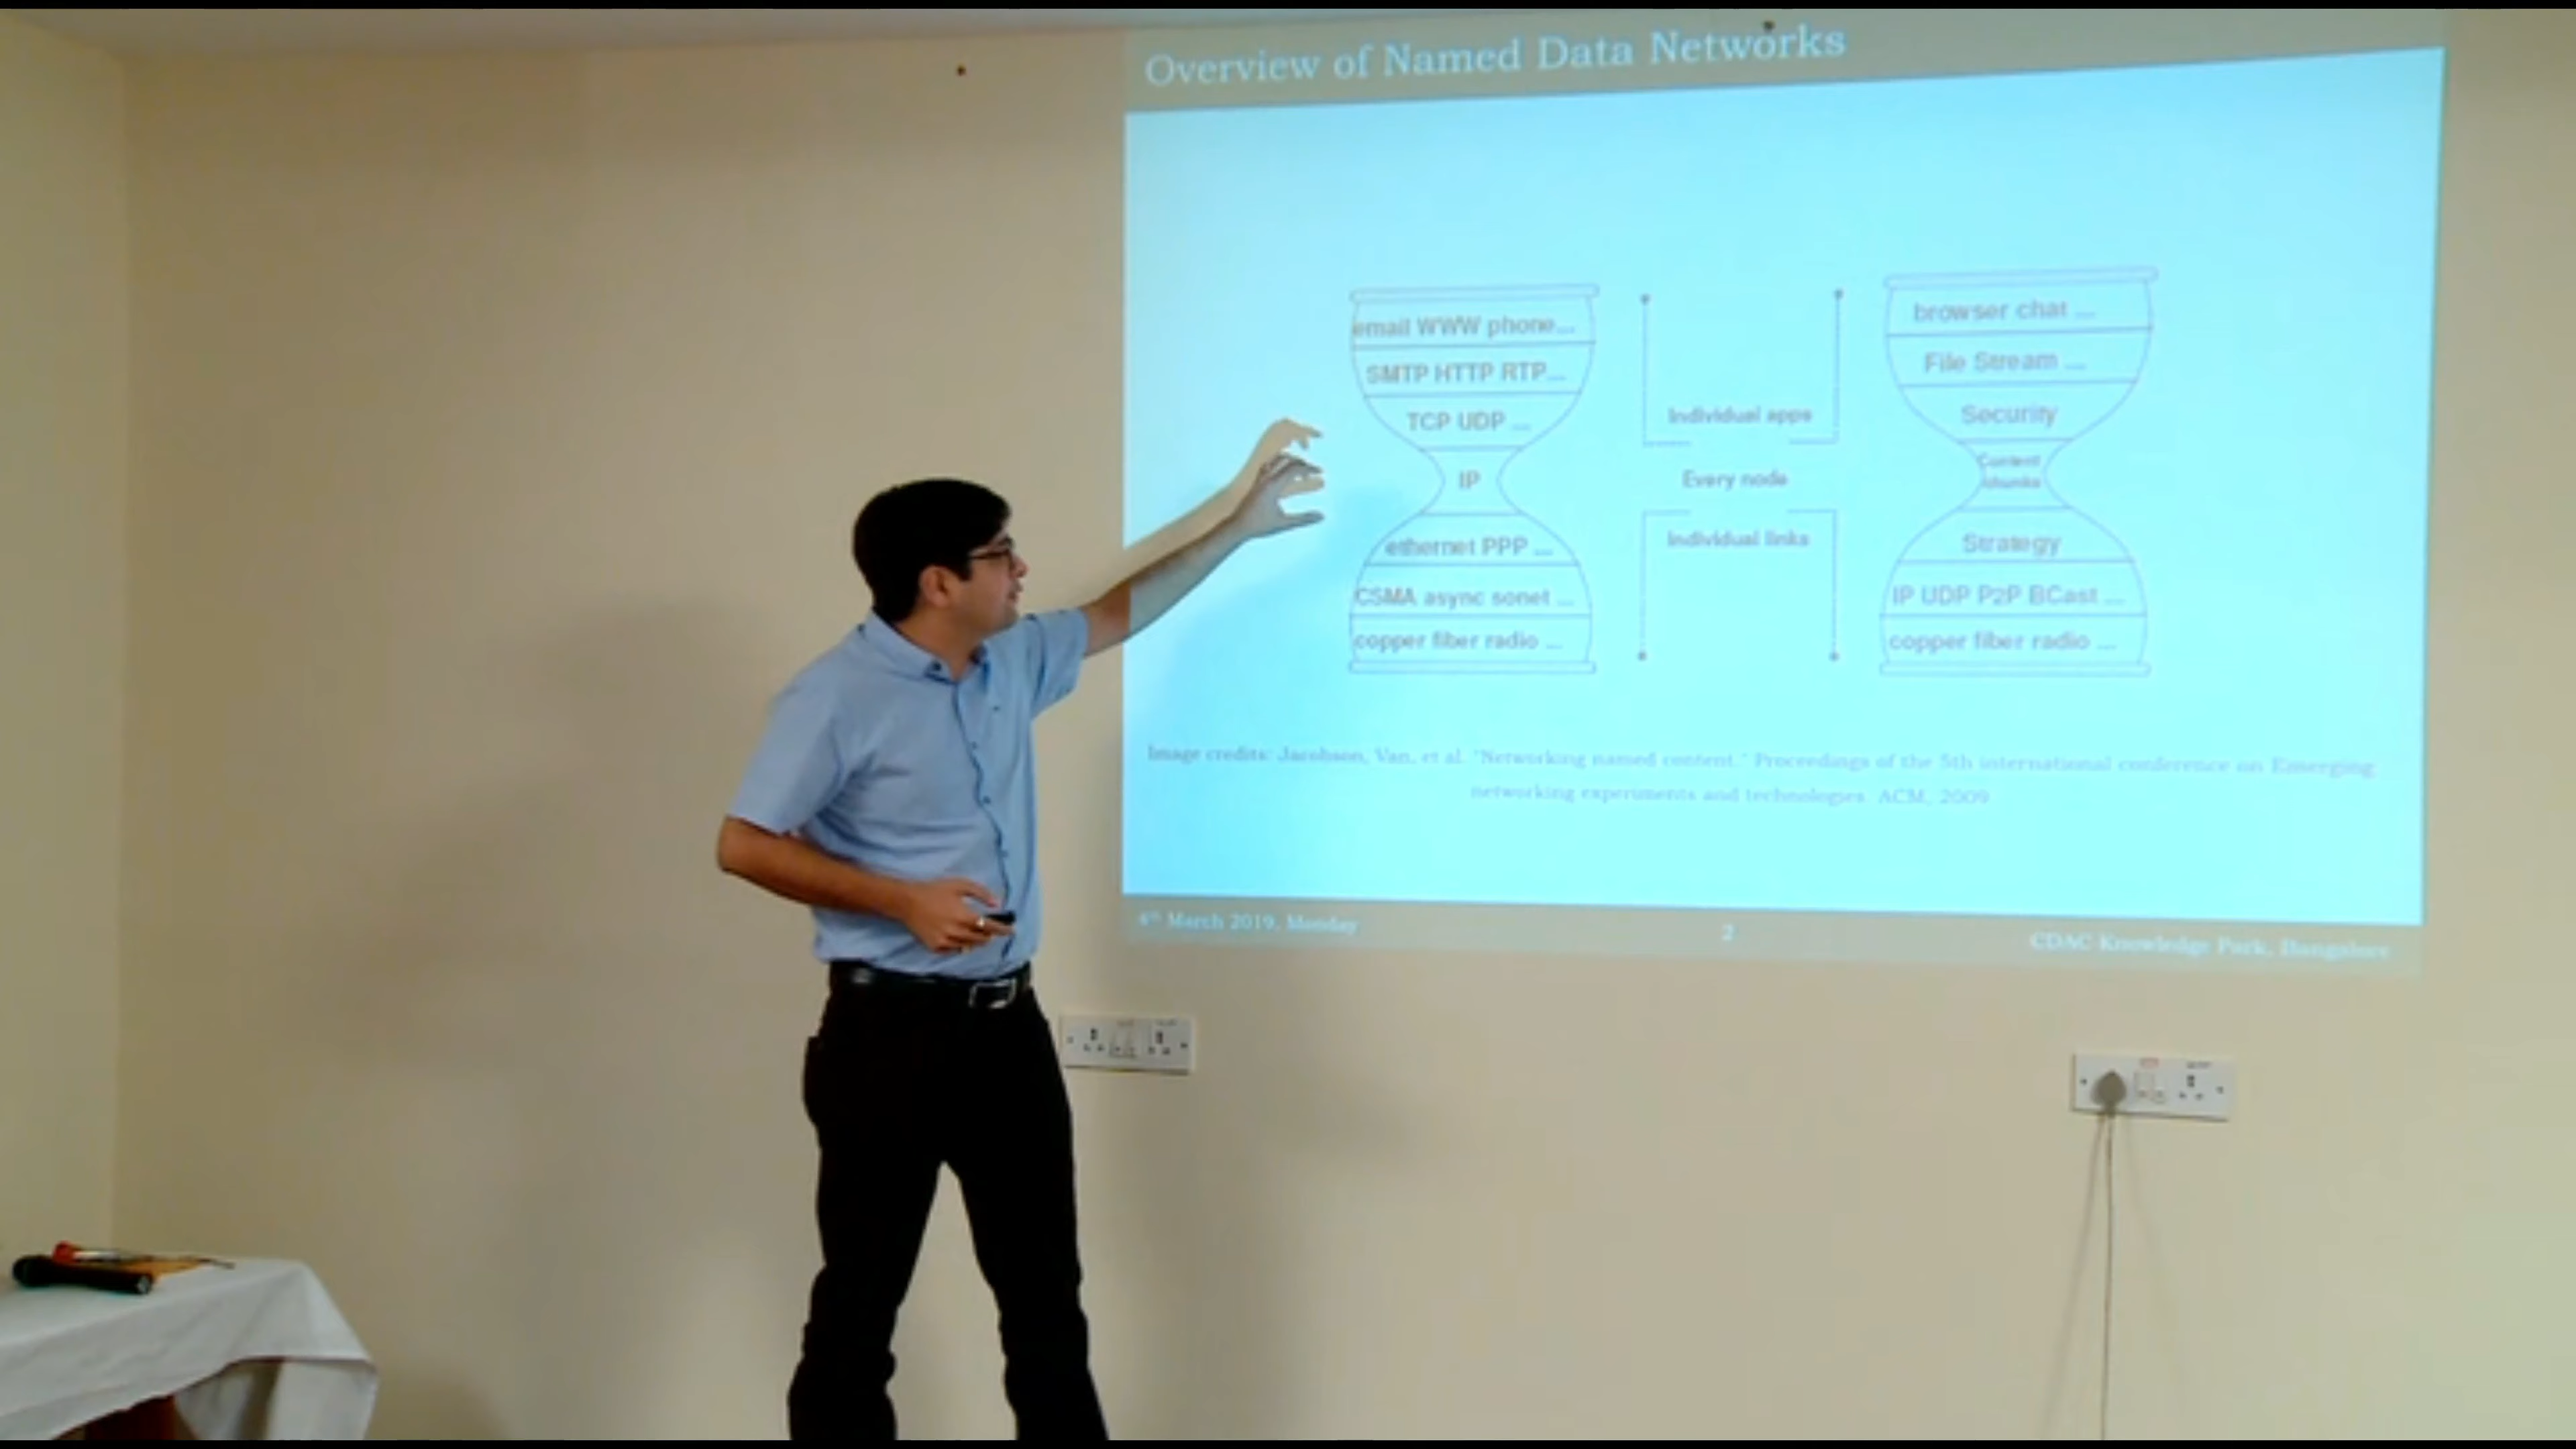 Overview of Named Data Networks
email WWW phone...
SMTP HTTP RTP...
TCP UDP ...
IP
ethernet PPP ...
CSMA async sonet ...
copper fiber radio ...
Individual apps
Every node
Individual links
browser chat ...
File Stream ...
Security
Content
chunks
Strategy
IP UDP P2P BCast ...
copper fiber radio ...
Image credits: Jacobson, Van, et al. "Networking named content." Proceedings of the 5th international conference on Emerging
networking experiments and technologies. ACM, 2009
4th March 2019, Monday
2
CDAC Knowledge Park, Bangalore